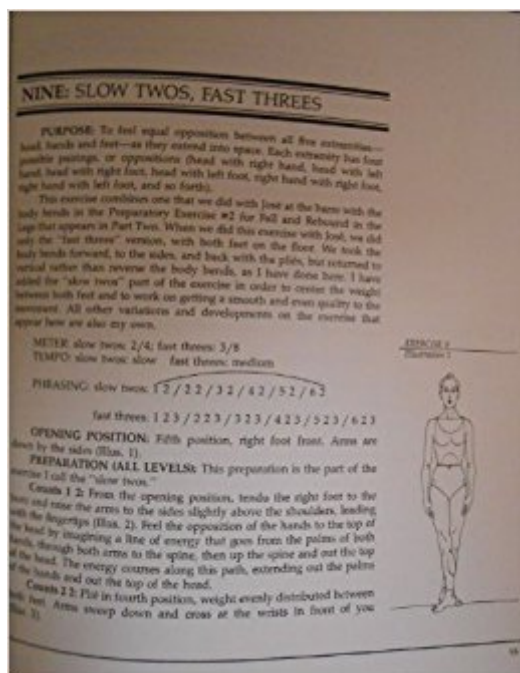 NINE: SLOW TWOS, FAST THREES
PURPOSE: To feel equal opposition between all five extremities—
head, hands and feet—as they extend into space. Each extremity has four
possible pairings, or oppositions (head with right hand, head with left
hand, head with right foot, head with left foot, right hand with right foot,
right hand with left foot, and so forth).
This exercise combines one that we did with José at the barre with the
body bends in the Preparatory Exercise #2 for Fall and Rebound in the
Legs that appears in Part Two. When we did this exercise with José, we did
only the "fast threes" version, with both feet on the floor. We took the
body bends forward, to the sides, and back with the pliés, but returned to
vertical rather than reverse the body bends, as I have done here. I have
added the "slow twos" part of the exercise in order to center the weight
between both feet and to work on getting a smooth and even quality to the
movement. All other variations and developments on the exercise that
appear here are also my own.
METER: slow twos: 2/4; fast threes: 3/8
TEMPO: slow twos: slow fast threes: medium
PHRASING: slow twos: 1 2 / 2 2 / 3 2 / 4 2 / 5 2 / 6 2
fast threes: 1 2 3 / 2 2 3 / 3 2 3 / 4 2 3 / 5 2 3 / 6 2 3
OPENING POSITION: Fifth position, right foot front. Arms are
down by the sides (Illus. 1).
PREPARATION (ALL LEVELS): This preparation is the part of the
exercise I call the "slow twos."
Counts 1 2: From the opening position, tendu the right foot to the
front and raise the arms to the sides slightly above the shoulders, leading
with the fingertips (Illus. 2). Feel the opposition of the hands to the top of
the head by imagining a line of energy that goes from the palms of both
hands, through both arms to the spine, then up the spine and out the top
of the head. The energy courses along this path, extending out the palms
of the hands and out the top of the head.
Counts 2 2: Plié in fourth position, weight evenly distributed between
both feet. Arms sweep down and cross at the wrists in front of you
EXERCISE 9
Illustration 1